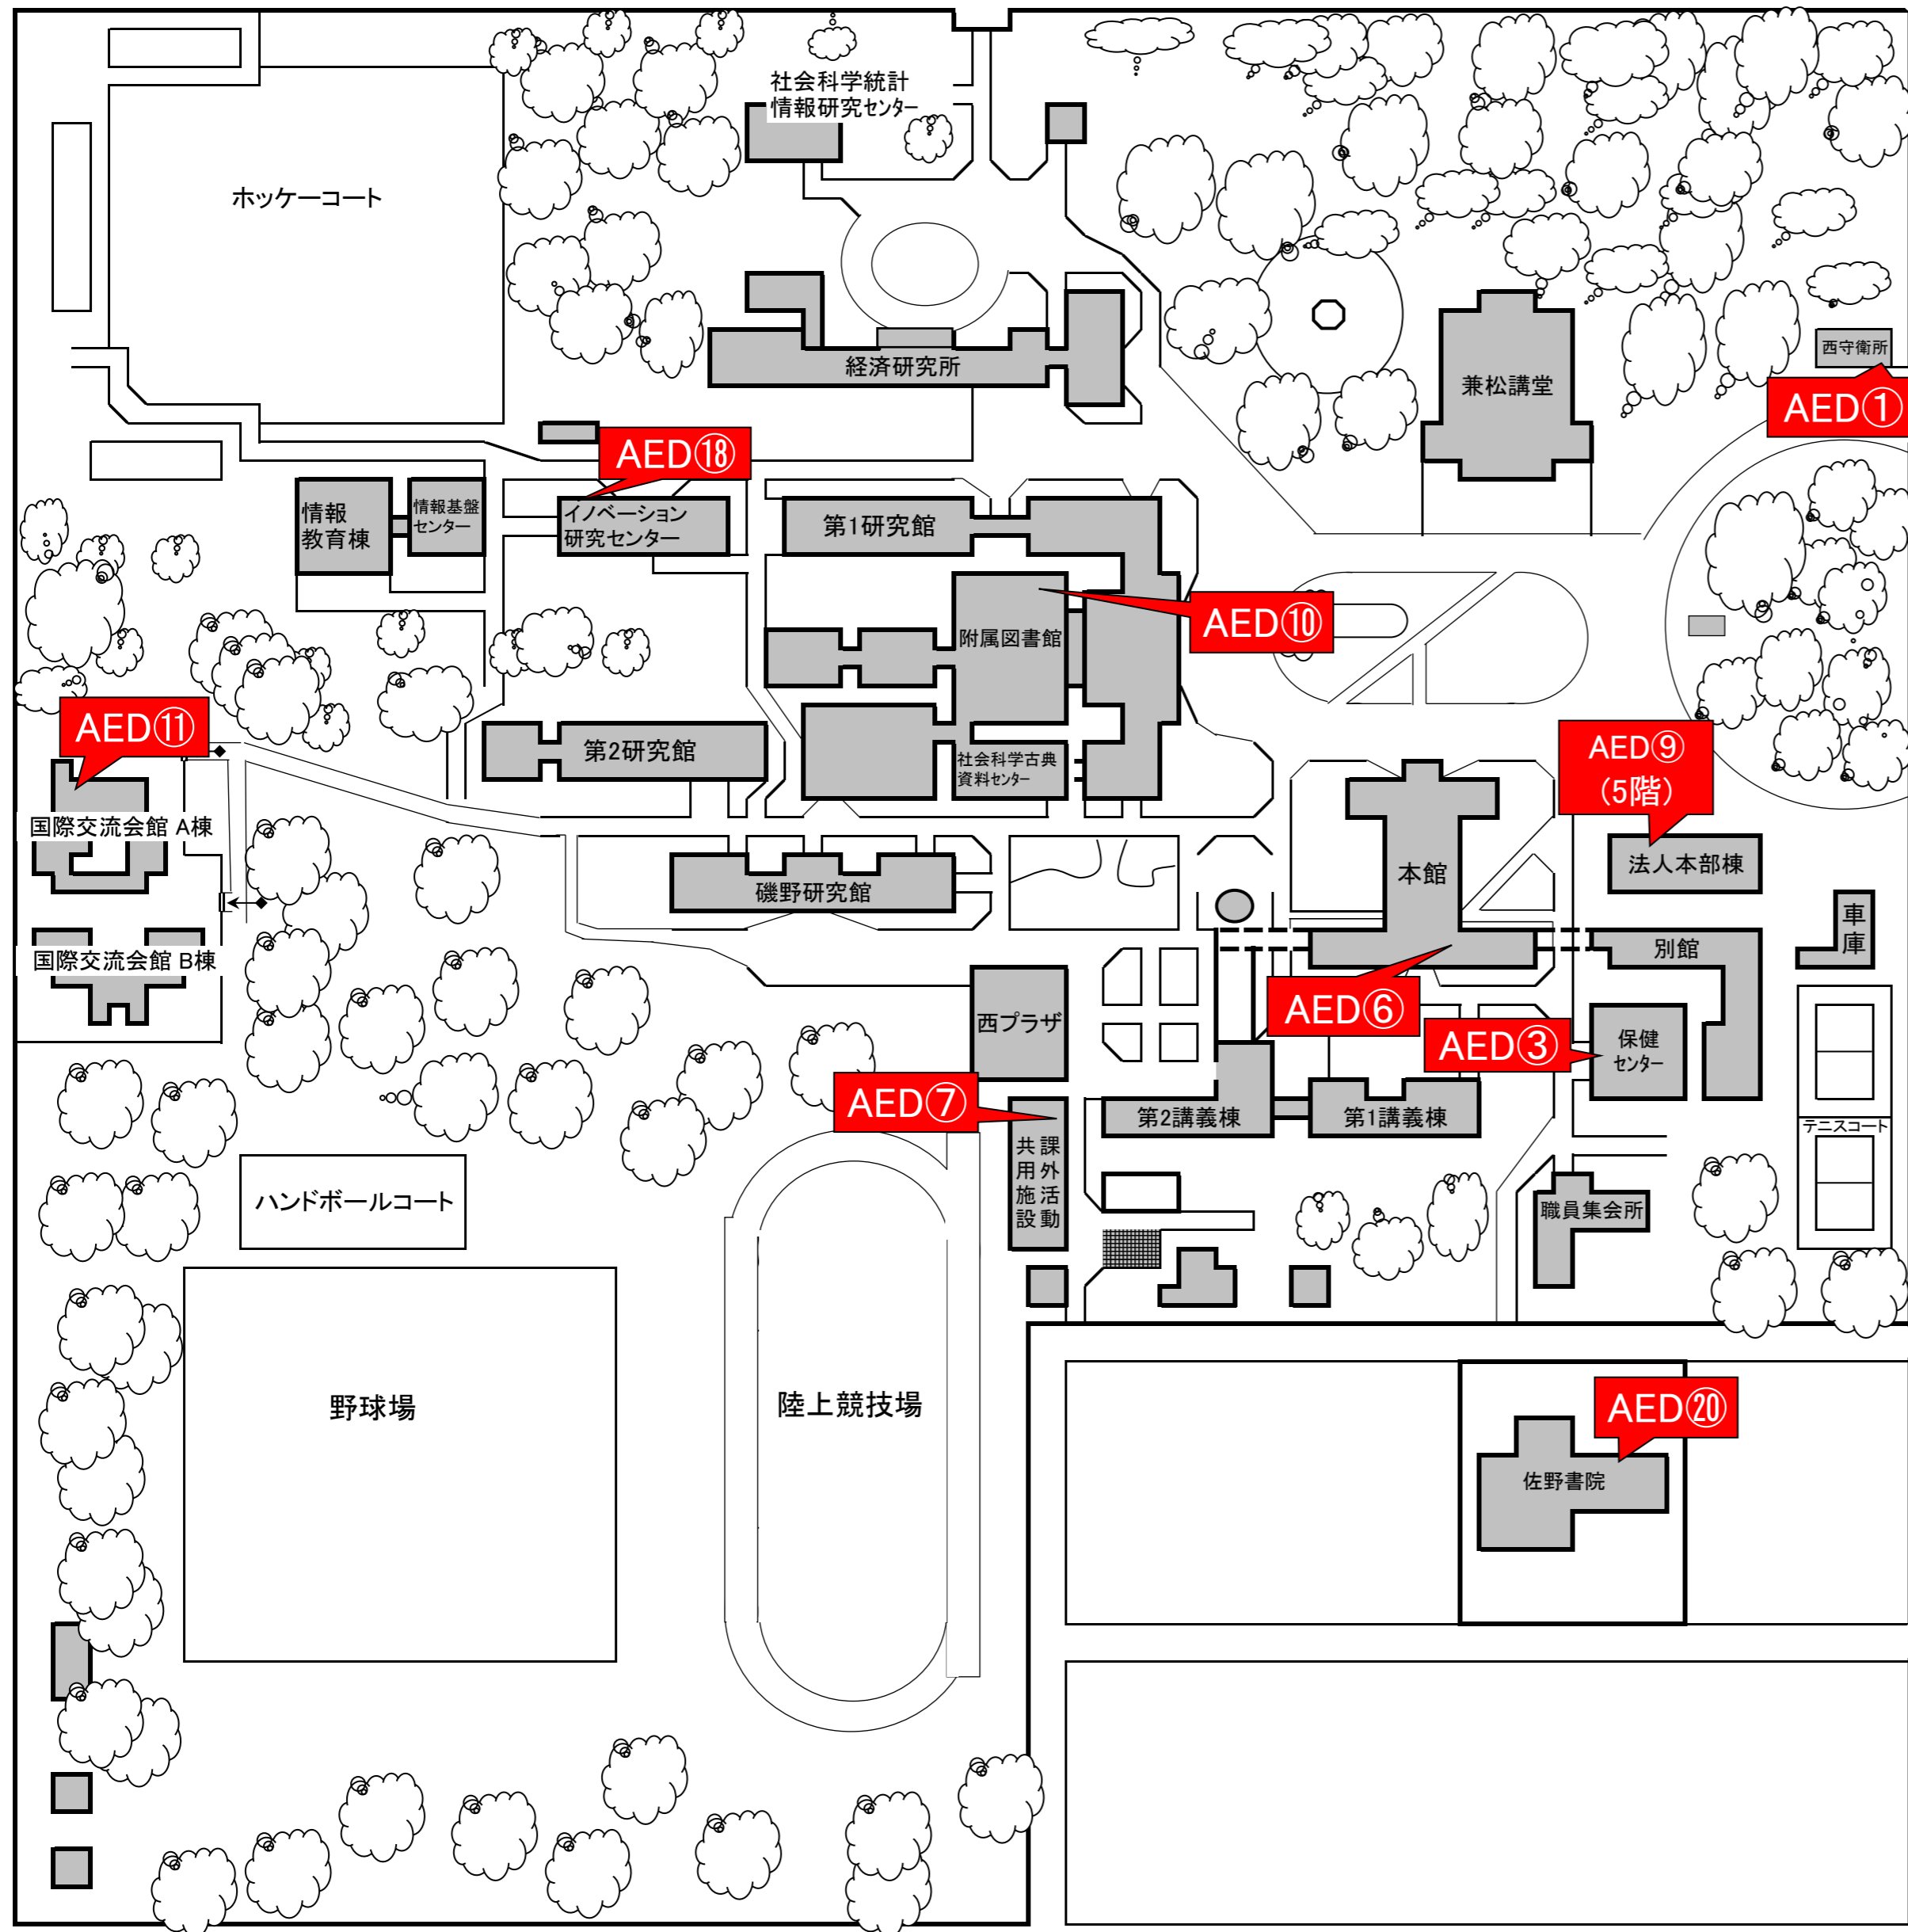 社会科学統計
情報研究センター
ホッケーコート
西守衛所
経済研究所
兼松講堂
AED①
AED⑱
情報
教育棟
情報基盤
センター
イノベーション
研究センター
第1研究館
AED⑩
附属図書館
AED⑪
第2研究館
社会科学古典
資料センター
AED⑨
(5階)
国際交流会館 A棟
磯野研究館
本館
法人本部棟
車庫
国際交流会館 B棟
別館
西プラザ
AED⑥
AED③
保健
センター
AED⑦
第2講義棟
第1講義棟
テニスコート
課外活動
共用施設
ハンドボールコート
職員集会所
野球場
陸上競技場
AED⑳
佐野書院